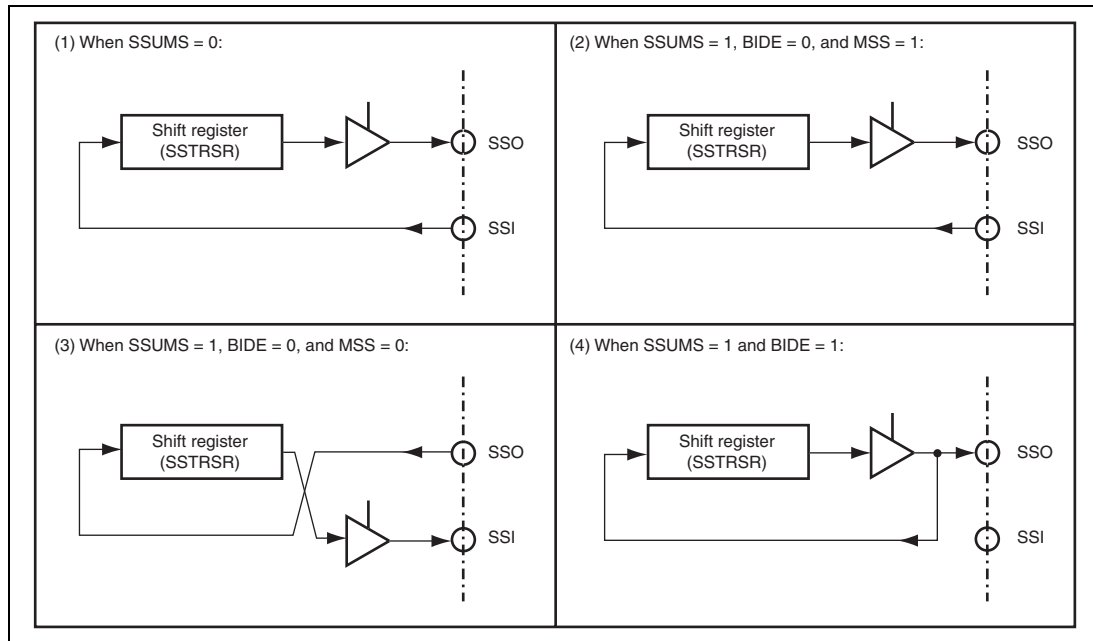 (1) When SSUMS = 0:
Shift register
(SSTRSR)
SSO
SSI
(2) When SSUMS = 1, BIDE = 0, and MSS = 1:
Shift register
(SSTRSR)
SSO
SSI
(3) When SSUMS = 1, BIDE = 0, and MSS = 0:
Shift register
(SSTRSR)
SSO
SSI
(4) When SSUMS = 1 and BIDE = 1:
Shift register
(SSTRSR)
SSO
SSI